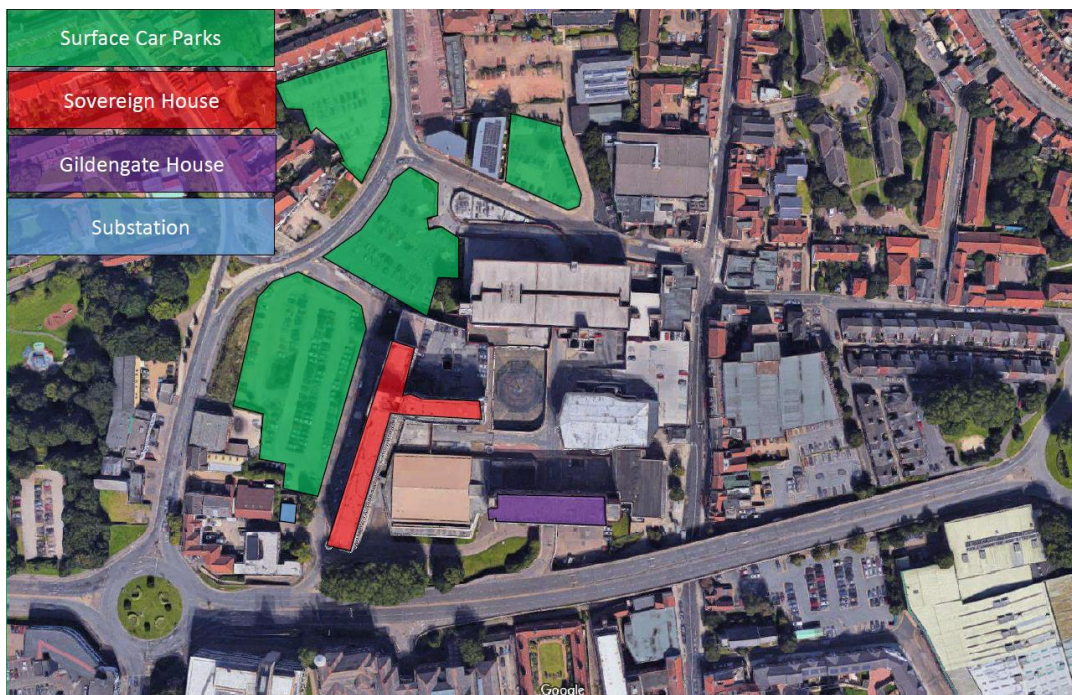 Surface Car Parks
Sovereign House
Gildengate House
Substation
Google